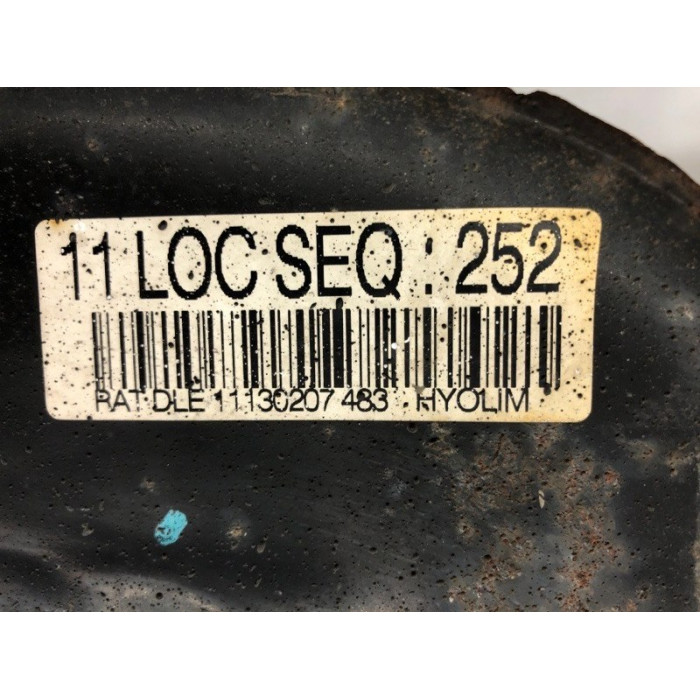 11 LOC SEQ : 252
RAT DLE 11130207 483 HYOLIM